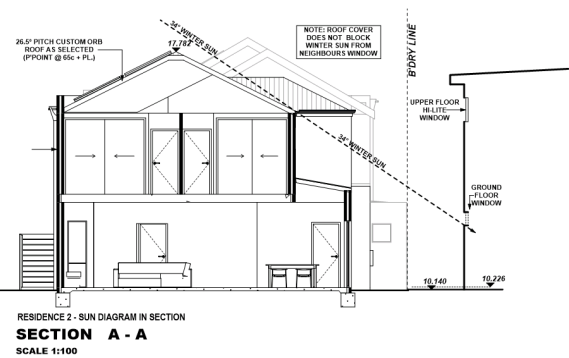 34° WINTER SUN
26.5° PITCH CUSTOM ORB
ROOF AS SELECTED
(P'POINT @ 65c + PL.)
17.782
NOTE: ROOF COVER
DOES NOT BLOCK
WINTER SUN FROM
NEIGHBOURS WINDOW
B'DRY LINE
UPPER FLOOR
HI-LITE
WINDOW
34° WINTER SUN
GROUND
FLOOR
WINDOW
10.140
10.226
RESIDENCE 2 - SUN DIAGRAM IN SECTION
SECTION A - A
SCALE 1:100